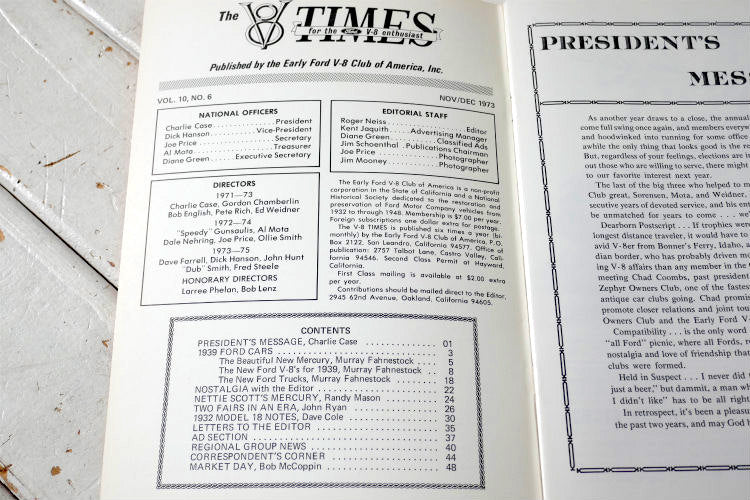 The V8 TIMES
for the Ford V-8 enthusiast
Published by the Early Ford V-8 Club of America, Inc.
VOL. 10, NO. 6
NOV/DEC 1973
NATIONAL OFFICERS
Charlie Case . . . . . . . . . . . . . President
Dick Hanson . . . . . . . . . Vice-President
Joe Price . . . . . . . . . . . . . . . Secretary
Al Mota . . . . . . . . . . . . . . . Treasurer
Diane Green . . . . . Executive Secretary
EDITORIAL STAFF
Roger Neiss . . . . . . . . . . . . . . . . . Editor
Kent Jaquith . . . . . Advertising Manager
Diane Green . . . . . . . . . . Classified Ads
Jim Schoenthal . Publications Chairman
Joe Price . . . . . . . . . . . . . Photographer
Jim Mooney . . . . . . . . . . Photographer
DIRECTORS
1971—73
Charlie Case, Gordon Chamberlin
Bob English, Pete Rich, Ed Weidner
1972—74
"Speedy" Gunsaulis, Al Mota
Dale Nehring, Joe Price, Ollie Smith
1973—75
Dave Farrell, Dick Hanson, John Hunt
"Dub" Smith, Fred Steele
HONORARY DIRECTORS
Larree Phelan, Bob Lenz
The Early Ford V-8 Club of America is a non-profit
corporation in the State of California and a National
Historical Society dedicated to the restoration and
preservation of Ford Motor Company vehicles from
1932 to through 1948. Membership is $7.00 per year.
Foreign subscriptions one dollar extra for postage.
The V-8 TIMES is published six times a year (bi-
monthly) by the Early Ford V-8 Club of America, P.O.
Box 2122, San Leandro, California 94577. Office of
publication: 2757 Talbot Lane, Castro Valley, Cali-
fornia 94546. Second Class Permit at Hayward,
California.
First Class mailing is available at $2.00 extra
per year.
Contributions should be mailed direct to the Editor,
2945 62nd Avenue, Oakland, California 94605.
CONTENTS
PRESIDENT'S MESSAGE, Charlie Case . . . . . . . . 01
1939 FORD CARS . . . . . . . . . . . . . . . . . . . . 3
The Beautiful New Mercury, Murray Fahnestock . . . 5
The New Ford V-8's for 1939, Murray Fahnestock . . 8
The New Ford Trucks, Murray Fahnestock . . . . . . 18
NOSTALGIA with the Editor . . . . . . . . . . . . . . 22
NETTIE SCOTT'S MERCURY, Randy Mason . . . . . . 24
TWO FAIRS IN AN ERA, John Ryan . . . . . . . . . . 26
1932 MODEL 18 NOTES, Dave Cole . . . . . . . . . . 30
LETTERS TO THE EDITOR . . . . . . . . . . . . . . . 35
AD SECTION . . . . . . . . . . . . . . . . . . . . . . 37
REGIONAL GROUP NEWS . . . . . . . . . . . . . . . 40
CORRESPONDENT'S CORNER . . . . . . . . . . . . . 44
MARKET DAY, Bob McCoppin . . . . . . . . . . . . . 48
PRESIDENT'S
MES
As another year draws to a close, the annual
come full swing once again, and members everyw
and hoodwinked into running for some office
awhile the only thing that looks good is the re
But, regardless of your feelings, elections are h
out those who are willing to serve, there might
to our favorite interest next year.
The last of the big three who helped to m
Club great, Sorensen, Mota, and Weidner,
secutive years of devoted service, and his ent
be unmatched for years to come . . . w
Dearborn Postscript . . . If trophies were
longest distance traveler, it would have to
avid V-8er from Bonner's Ferry, Idaho,
dian border, who has probably driven mo
ing V-8 affairs than any member in the
meeting Chad Coombs, past president
Zephyr Owners Club, one of the fastest
antique car clubs going. Chad promi
promote closer relations and joint tou
Owners Club and the Early Ford V-
Compatibility . . . is the only word
"all Ford" picnic, where all Fords, r
nostalgia and love of friendship that
clubs were formed.
Held in Suspect . . . I never did
just a beer," but dammit, a man wh
I didn't like" has to be all right
In retrospect, it's been a pleasu
the past two years, and may God b